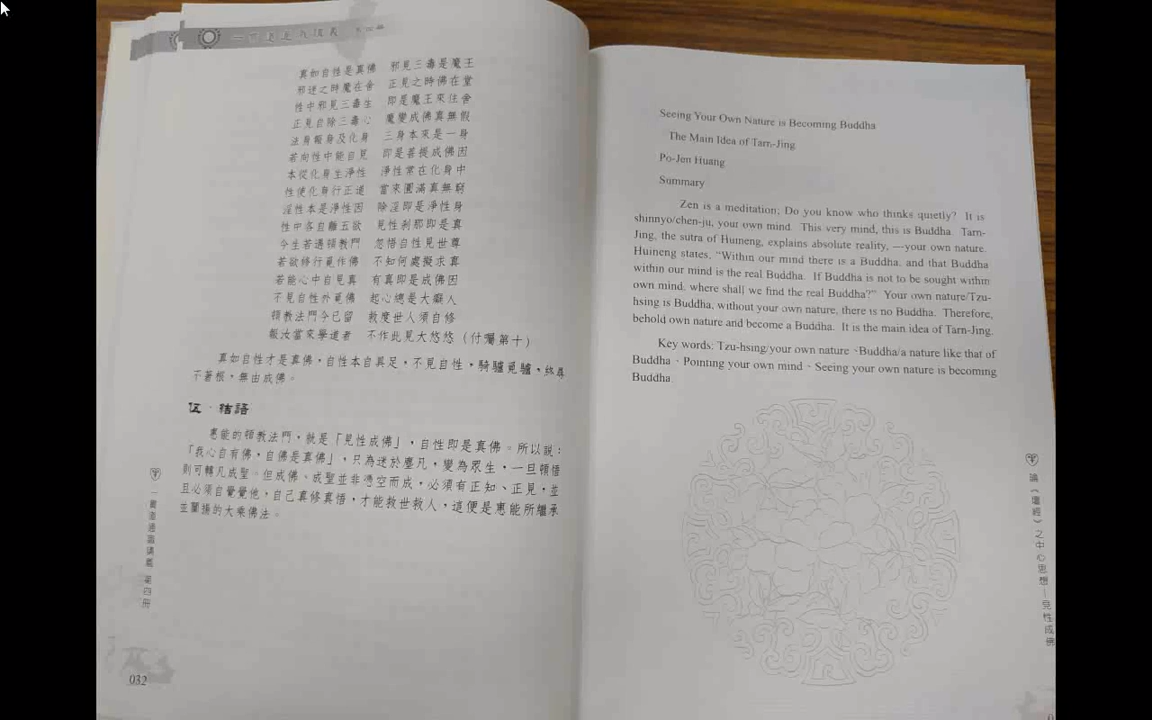 真如自性是真佛　邪見三毒是魔王
邪迷之時魔在舍　正見之時佛在堂
性中邪見三毒生　即是魔王來住舍
正見自除三毒心　魔變成佛真無假
法身報身及化身　三身本來是一身
若向性中能自見　即是菩提成佛因
本從化身生淨性　淨性常在化身中
性使化身行正道　當來圓滿真無窮
淫性本是淨性因　除淫即是淨性身
性中各自離五欲　見性剎那即是真
今生若遇頓教門　忽悟自性見世尊
若欲修行覓作佛　不知何處擬求真
若能心中自見真　有真即是成佛因
不見自性外覓佛　起心總是大癡人
頓教法門今已留　救度世人須自修
報汝當來學道者　不作此見大悠悠（付囑第十）
真如自性才是真佛，自性本自具足，不見自性，騎驢覓驢，終為
不著根，無由成佛。
伍．結語
惠能的頓教法門，就是「見性成佛」，自性即是真佛。所以說：
「我心自有佛，自佛是真佛」，只為迷於塵凡，變為眾生，一旦頓悟
則可轉凡成聖。但成佛、成聖並非憑空而成，必須有正知、正見，並
且必須自覺覺他，自己真修真悟，才能救世救人，這便是惠能所繼承
並闡揚的大乘佛法。
一貫道道義講義 第四冊
032
Seeing Your Own Nature is Becoming Buddha
The Main Idea of Tarn-Jing
Po-Jen Huang
Summary
Zen is a meditation; Do you know who thinks quietly? It is
shinnyo/chen-ju, your own mind. This very mind, this is Buddha. Tarn-
Jing, the sutra of Humeng, explains absolute reality, —your own nature.
Huineng states, "Within our mind there is a Buddha, and that Buddha
within our mind is the real Buddha. If Buddha is not to be sought within
own mind, where shall we find the real Buddha?" Your own nature/Tzu-
hsing is Buddha, without your own nature, there is no Buddha. Therefore,
behold own nature and become a Buddha. It is the main idea of Tarn-Jing.
Key words: Tzu-hsing/your own nature、Buddha/a nature like that of
Buddha、Pointing your own mind、Seeing your own nature is becoming
Buddha.
論《壇經》之中心思想—見性成佛